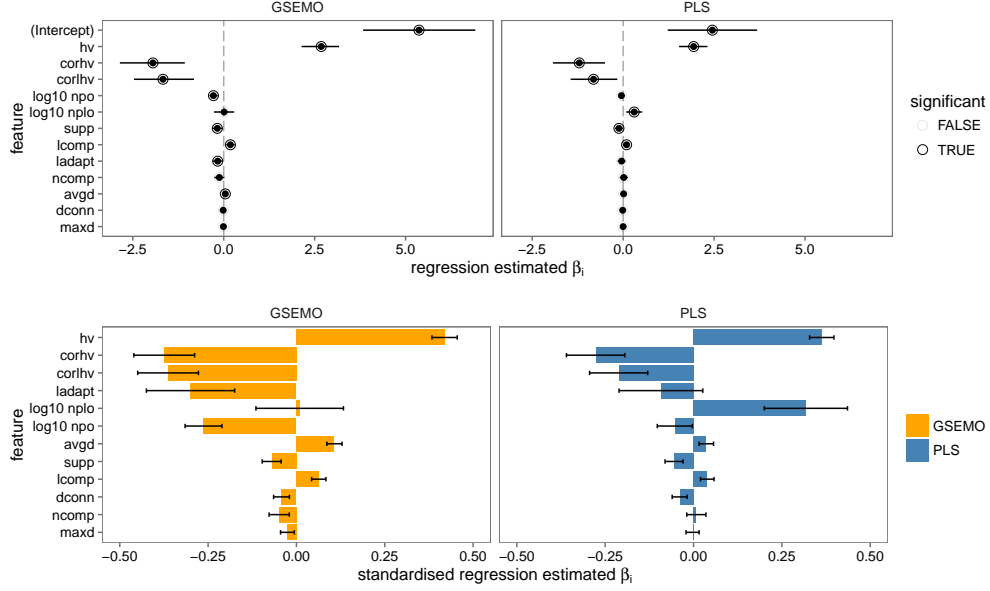 GSEMO PLS
(Intercept)
hv
corhv
corlhv
log10 npo
log10 nplo
supp
lcomp
ladapt
ncomp
avgd
dconn
maxd
feature
−2.5 0.0 2.5 5.0 −2.5 0.0 2.5 5.0
regression estimated βi
significant
FALSE
TRUE
GSEMO PLS
hv
corhv
corlhv
ladapt
log10 nplo
log10 npo
avgd
supp
lcomp
dconn
ncomp
maxd
feature
−0.50 −0.25 0.00 0.25 0.50 −0.50 −0.25 0.00 0.25 0.50
standardised regression estimated βi
GSEMO
PLS